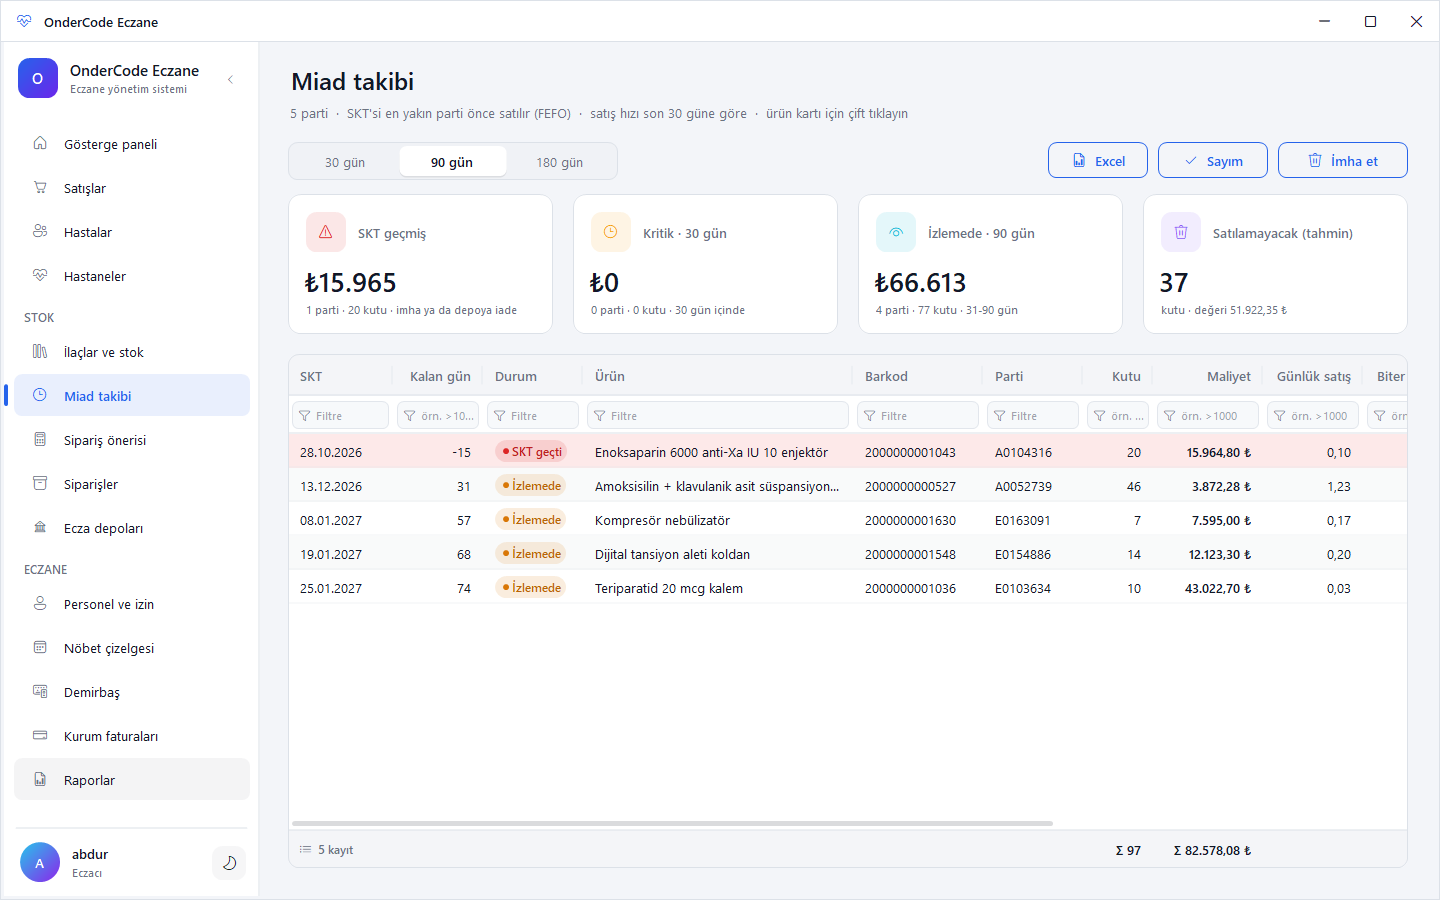 OnderCode Eczane
O
OnderCode Eczane
Eczane yönetim sistemi
Gösterge paneli
Satışlar
Hastalar
Hastaneler
STOK
İlaçlar ve stok
Miad takibi
Sipariş önerisi
Siparişler
Ecza depoları
ECZANE
Personel ve izin
Nöbet çizelgesi
Demirbaş
Kurum faturaları
Raporlar
A
abdur
Eczacı
Miad takibi
5 parti · SKT'si en yakın parti önce satılır (FEFO) · satış hızı son 30 güne göre · ürün kartı için çift tıklayın
30 gün 90 gün 180 gün
Excel Sayım İmha et
SKT geçmiş
₺15.965
1 parti · 20 kutu · imha ya da depoya iade
Kritik · 30 gün
₺0
0 parti · 0 kutu · 30 gün içinde
İzlemede · 90 gün
₺66.613
4 parti · 77 kutu · 31-90 gün
Satılamayacak (tahmin)
37
kutu · değeri 51.922,35 ₺
SKT Kalan gün Durum Ürün Barkod Parti Kutu Maliyet Günlük satış Biter
Filtre örn. >10... Filtre Filtre Filtre Filtre örn. ... örn. >1000 örn. >1000 örn
28.10.2026 -15 SKT geçti Enoksaparin 6000 anti-Xa IU 10 enjektör 2000000001043 A0104316 20 15.964,80 ₺ 0,10
13.12.2026 31 İzlemede Amoksisilin + klavulanik asit süspansiyon... 2000000000527 A0052739 46 3.872,28 ₺ 1,23
08.01.2027 57 İzlemede Kompresör nebülizatör 2000000001630 E0163091 7 7.595,00 ₺ 0,17
19.01.2027 68 İzlemede Dijital tansiyon aleti koldan 2000000001548 E0154886 14 12.123,30 ₺ 0,20
25.01.2027 74 İzlemede Teriparatid 20 mcg kalem 2000000001036 E0103634 10 43.022,70 ₺ 0,03
5 kayıt Σ 97 Σ 82.578,08 ₺